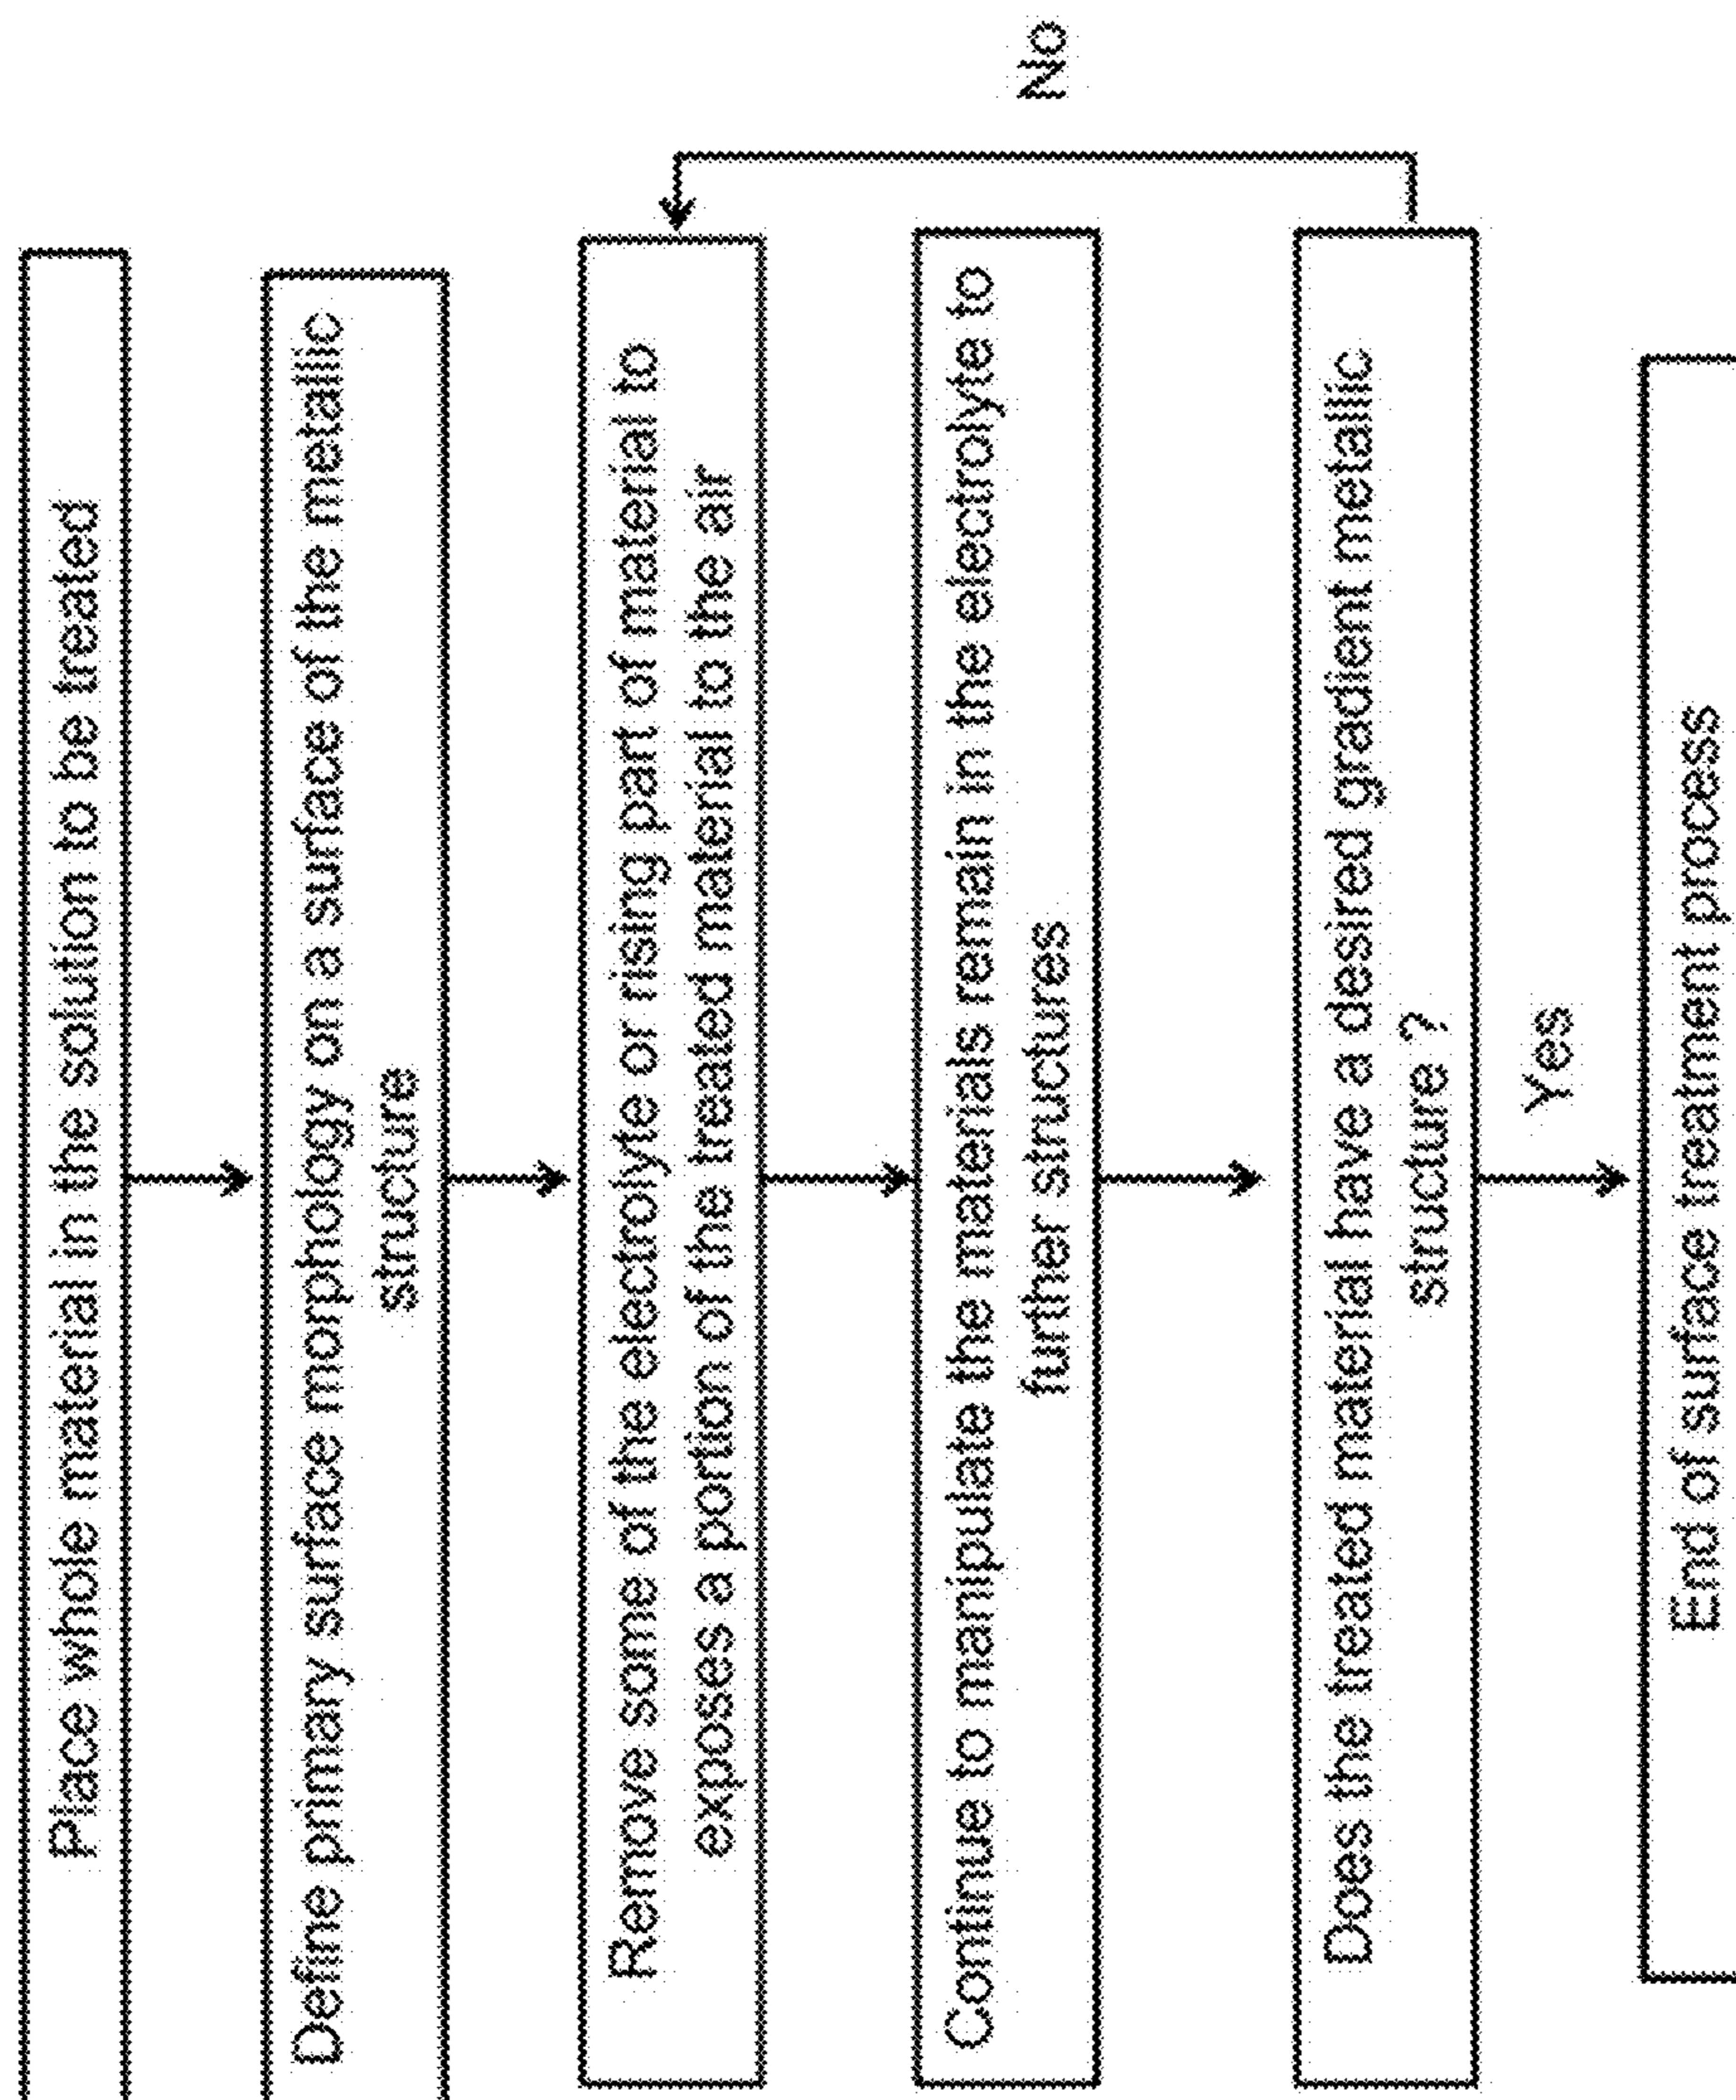 Place whole material in the solution to be treated
Define primary surface morphology on a surface of the metallic
structure
Remove some of the electrolyte or rising part of material to
exposes a portion of the treated material to the air
Continue to manipulate the materials remain in the electrolyte to
further structures
Does the treated material have a desired gradient metallic
structure ?
No
Yes
End of surface treatment process